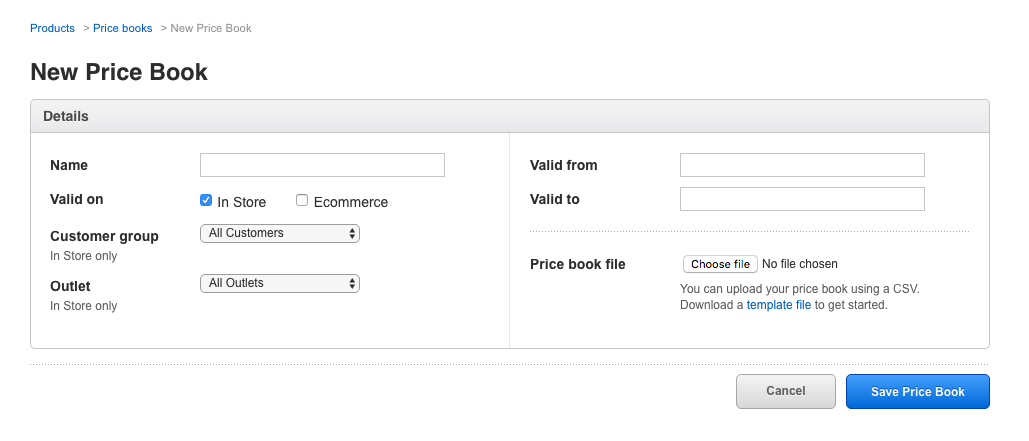 Products > Price books > New Price Book
New Price Book
Details
Name
Valid on
In Store
Ecommerce
Customer group
All Customers
In Store only
Outlet
All Outlets
In Store only
Valid from
Valid to
Price book file
Choose file No file chosen
You can upload your price book using a CSV.
Download a template file to get started.
Cancel
Save Price Book